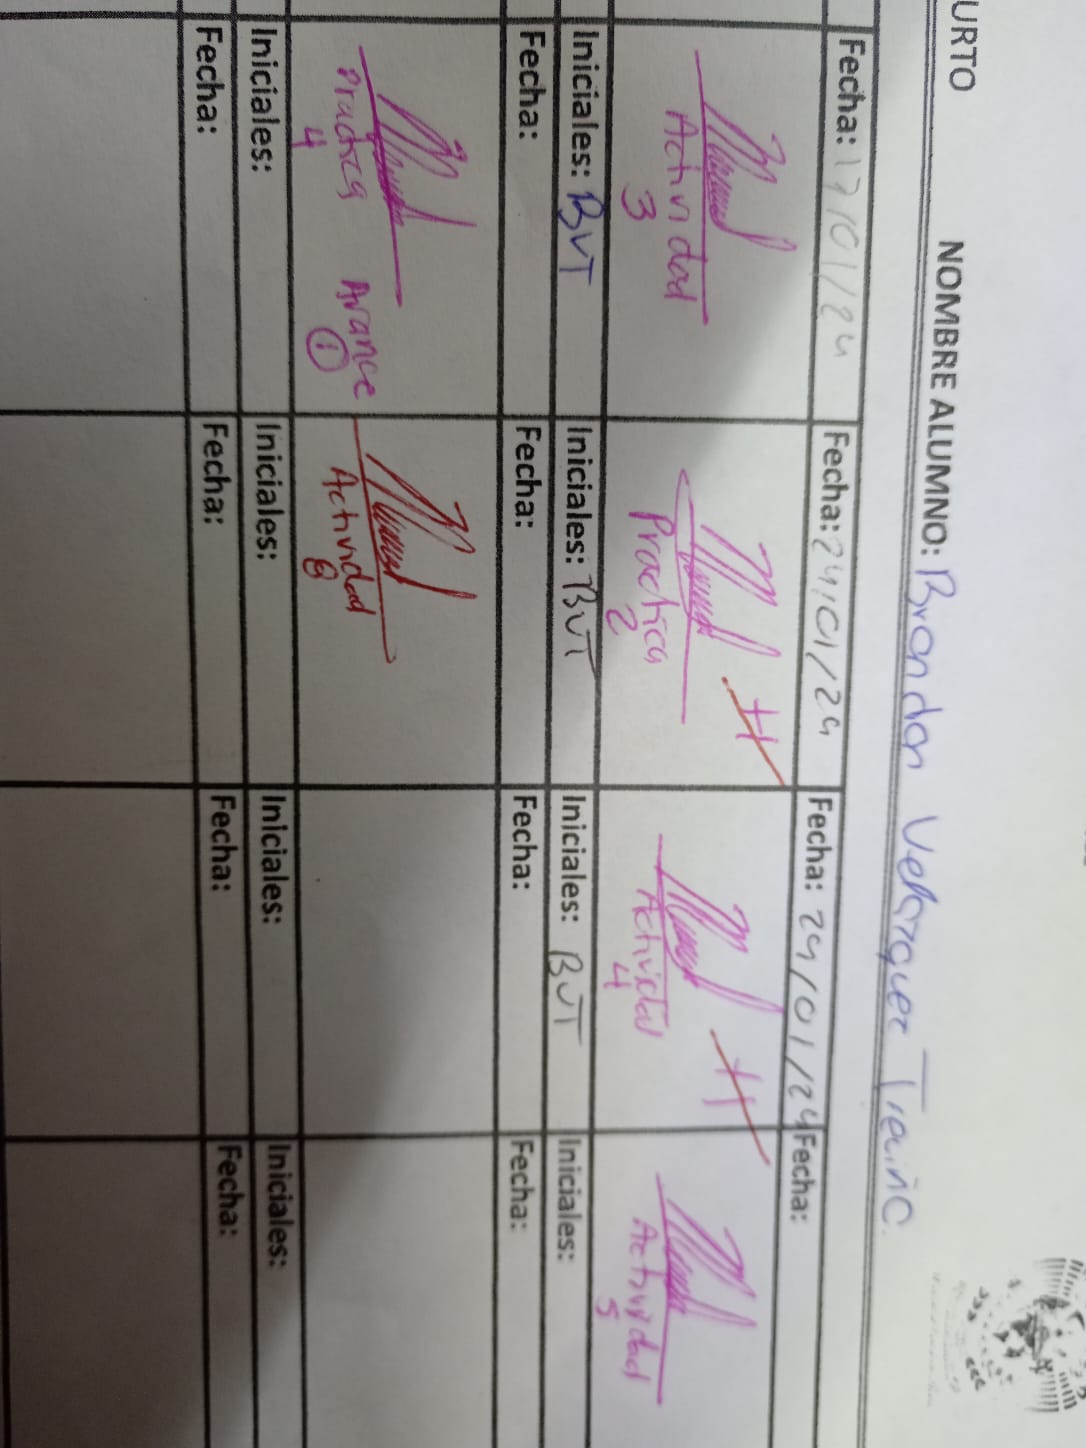 URTO NOMBRE ALUMNO: Brandon Velazquez Treviño.
Fecha: 17/01/24 Fecha: 24/01/24 Fecha: 24/01/24 Fecha:
Actividad 3
Practica 2
Actividad 4
Actividad 5
Iniciales: BVT Iniciales: BVT Iniciales: BVT Iniciales:
Fecha: Fecha: Fecha: Fecha:
Practica 4 Avance 1
Actividad 6
Iniciales: Iniciales: Iniciales: Iniciales:
Fecha: Fecha: Fecha: Fecha: